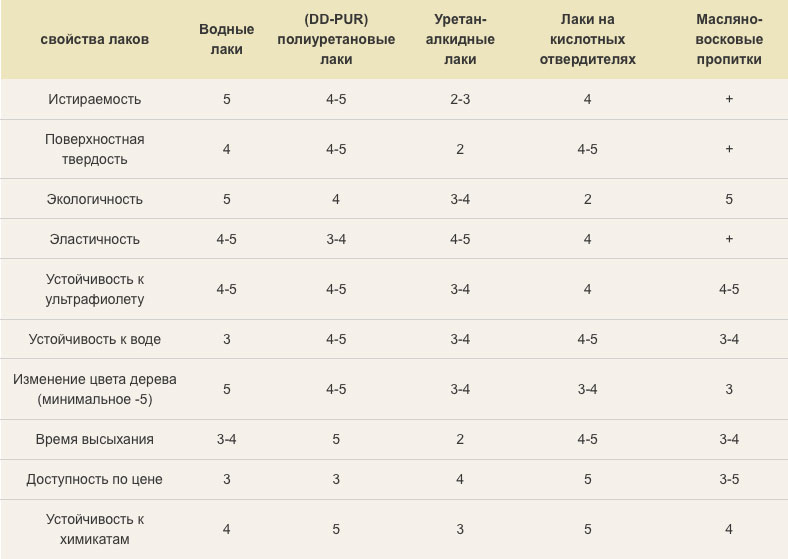 свойства лаков
Водные
лаки
(DD-PUR)
полиуретановые
лаки
Уретан-
алкидные
лаки
Лаки на
кислотных
отвердителях
Масляно-
восковые
пропитки
Истираемость 5 4-5 2-3 4 +
Поверхностная
твердость 4 4-5 2 4-5 +
Экологичность 5 4 3-4 2 5
Эластичность 4-5 3-4 4-5 4 +
Устойчивость к
ультрафиолету 4-5 4-5 3-4 4 4-5
Устойчивость к воде 3 4-5 3-4 4-5 3-4
Изменение цвета дерева
(минимальное -5) 5 4-5 3-4 3-4 3
Время высыхания 3-4 5 2 4-5 3-4
Доступность по цене 3 3 4 5 3-5
Устойчивость к
химикатам 4 5 3 5 4